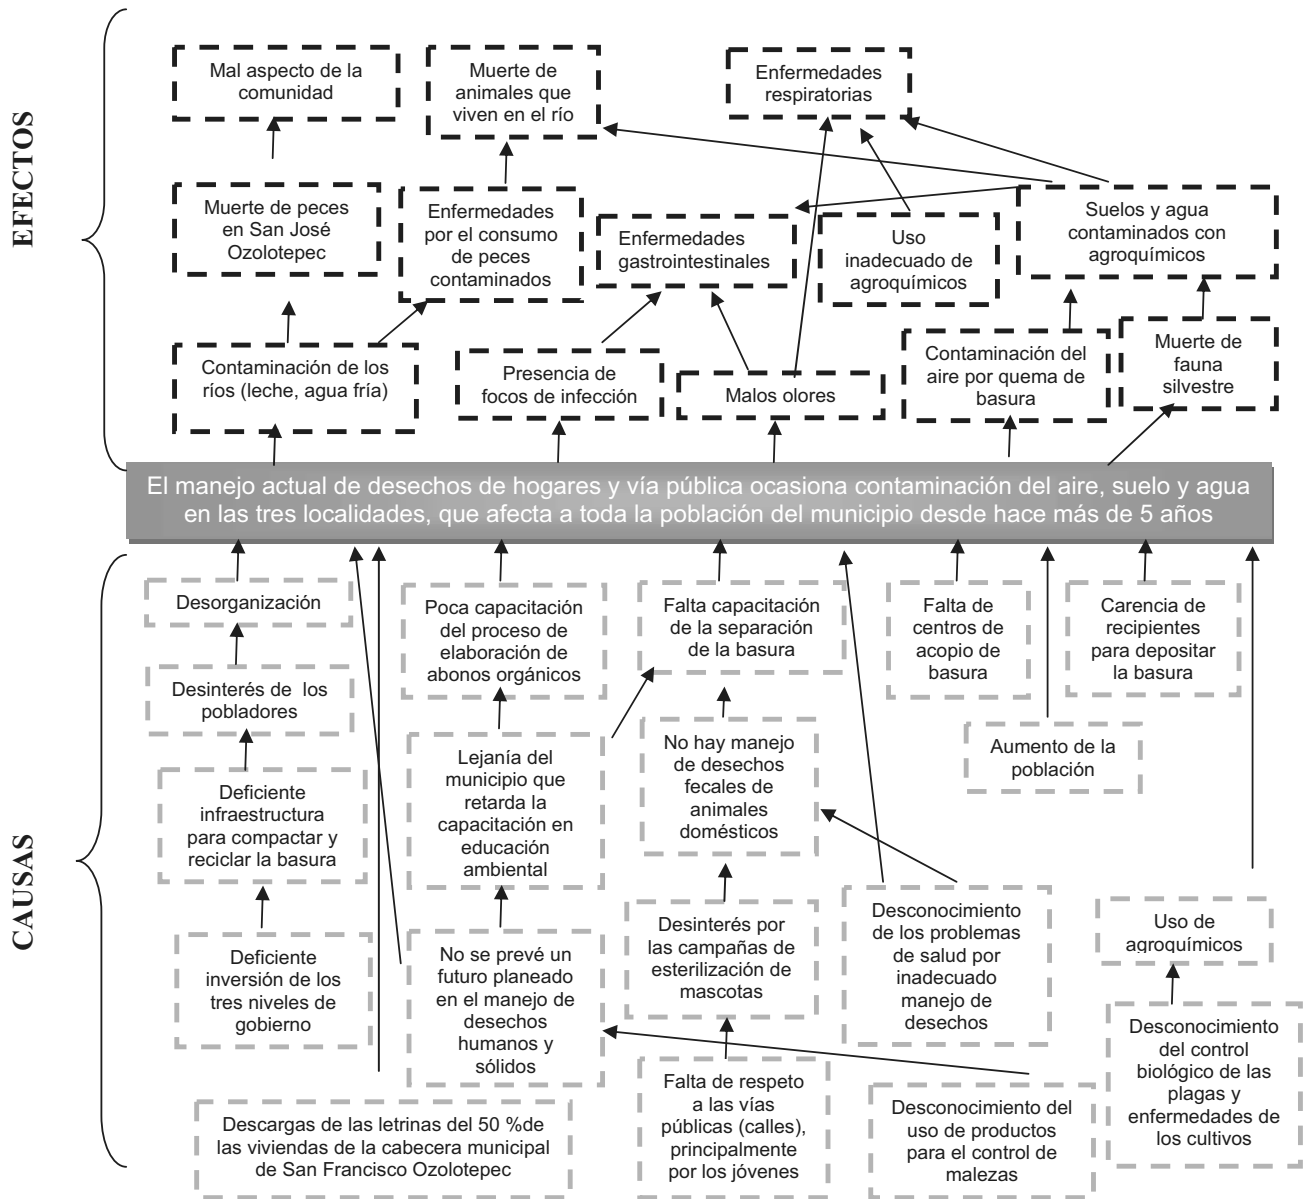 EFECTOS
Mal aspecto de la
comunidad
Muerte de
animales que
viven en el río
Enfermedades
respiratorias
Muerte de peces
en San José
Ozolotepec
Enfermedades
por el consumo
de peces
contaminados
Enfermedades
gastrointestinales
Uso
inadecuado de
agroquímicos
Suelos y agua
contaminados con
agroquímicos
Contaminación de los
ríos (leche, agua fría)
Presencia de
focos de infección
Malos olores
Contaminación del
aire por quema de
basura
Muerte de
fauna
silvestre
El manejo actual de desechos de hogares y vía pública ocasiona contaminación del aire, suelo y agua
en las tres localidades, que afecta a toda la población del municipio desde hace más de 5 años
CAUSAS
Desorganización
Poca capacitación
del proceso de
elaboración de
abonos orgánicos
Falta capacitación
de la separación
de la basura
Falta de
centros de
acopio de
basura
Carencia de
recipientes
para depositar
la basura
Desinterés de los
pobladores
Lejanía del
municipio que
retarda la
capacitación en
educación
ambiental
No hay manejo
de desechos
fecales de
animales
domésticos
Aumento de la
población
Deficiente
infraestructura
para compactar y
reciclar la basura
Deficiente
inversión de los
tres niveles de
gobierno
No se prevé un
futuro planeado
en el manejo de
desechos
humanos y
sólidos
Desinterés por
las campañas de
esterilización de
mascotas
Desconocimiento
de los problemas
de salud por
inadecuado
manejo de
desechos
Uso de
agroquímicos
Desconocimiento
del control
biológico de las
plagas y
enfermedades de
los cultivos
Descargas de las letrinas del 50 %de
las viviendas de la cabecera municipal
de San Francisco Ozolotepec
Falta de respeto
a las vías
públicas (calles),
principalmente
por los jóvenes
Desconocimiento del
uso de productos
para el control de
malezas